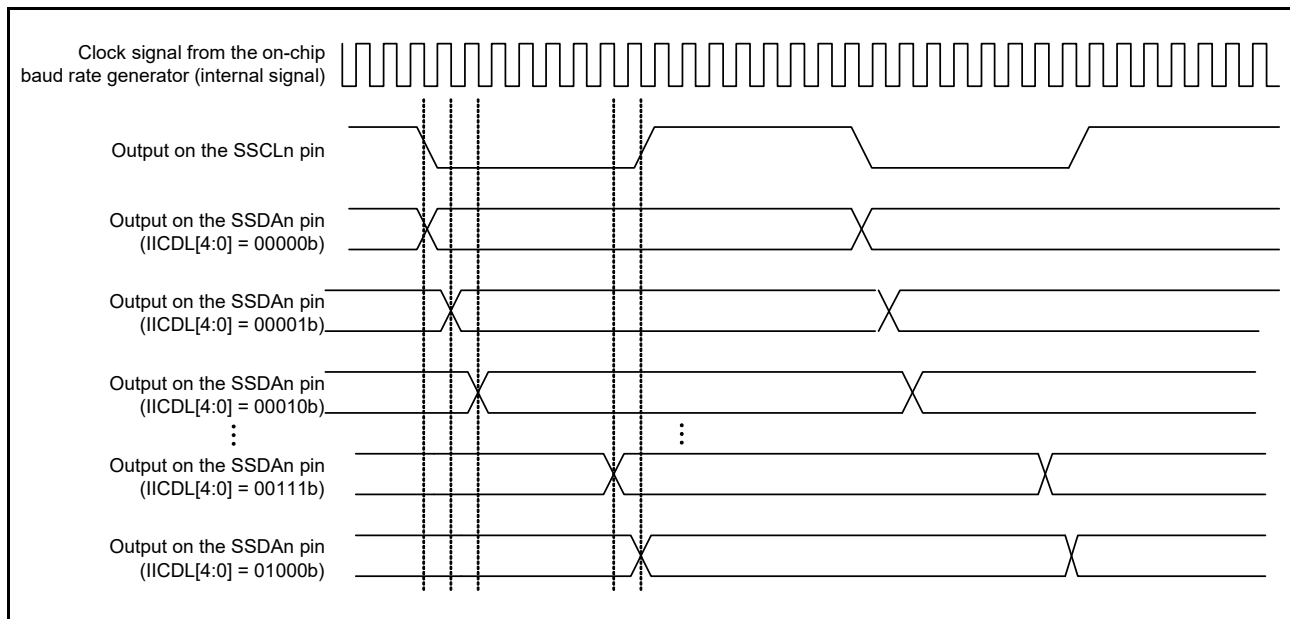 Clock signal from the on-chip
baud rate generator (internal signal)
Output on the SSCLn pin
Output on the SSDAn pin
(IICDL[4:0] = 00000b)
Output on the SSDAn pin
(IICDL[4:0] = 00001b)
Output on the SSDAn pin
(IICDL[4:0] = 00010b)
Output on the SSDAn pin
(IICDL[4:0] = 00111b)
Output on the SSDAn pin
(IICDL[4:0] = 01000b)